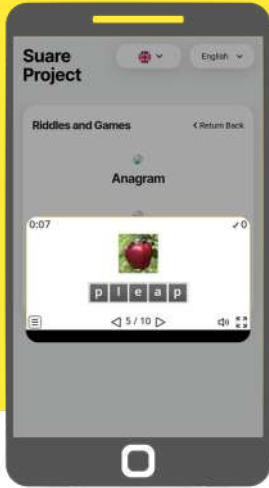 Suare
Project
English
Riddles and Games
< Return Back
Anagram
0:07
✓0
p l e a p
5 / 10